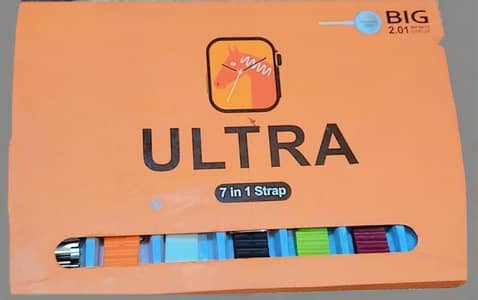 BIG
2.01
ULTRA
7 in 1 Strap